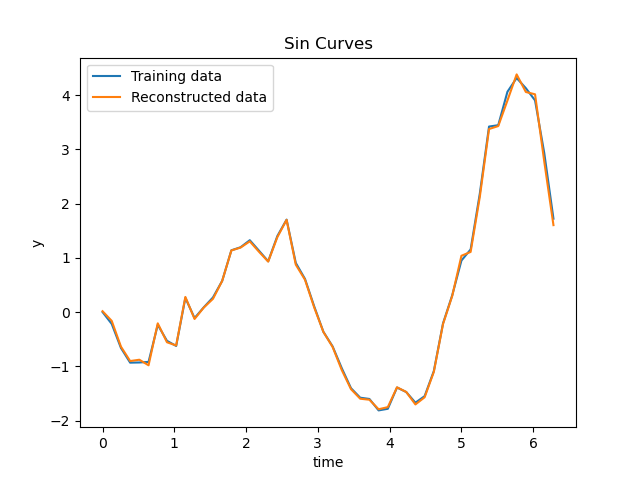 Sin Curves
Training data
Reconstructed data
y
4
3
2
1
0
−1
−2
0 1 2 3 4 5 6
time